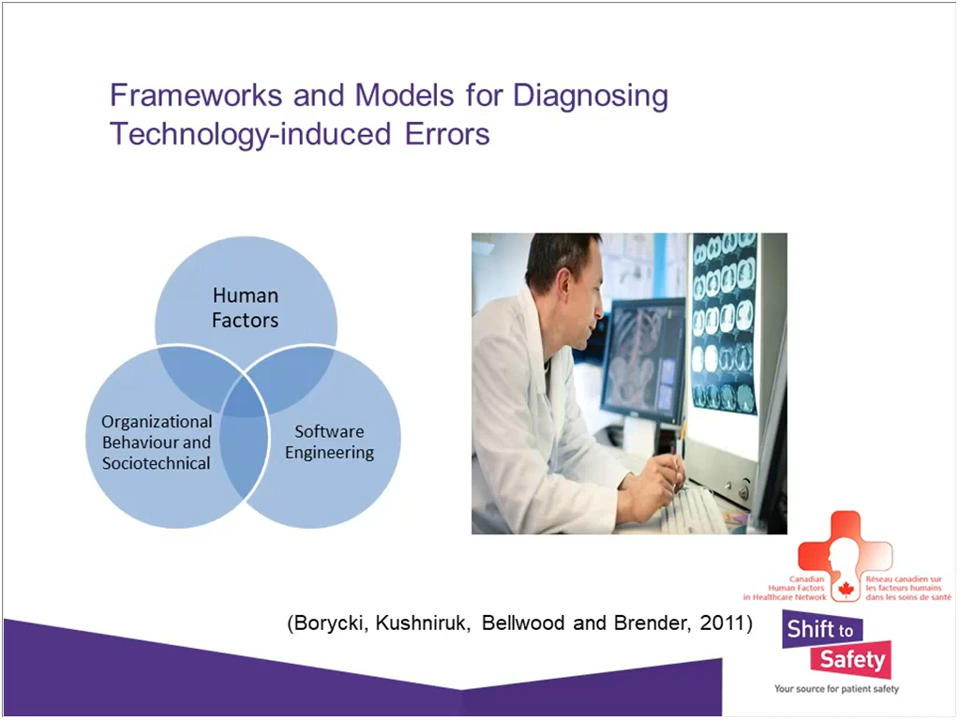 Frameworks and Models for Diagnosing
Technology-induced Errors
Human
Factors
Organizational
Behaviour and
Sociotechnical
Software
Engineering
Canadian
Human Factors
in Healthcare Network
Réseau canadien sur
les facteurs humains
dans les soins de santé
(Borycki, Kushniruk, Bellwood and Brender, 2011)
Shift to
Safety
Your source for patient safety